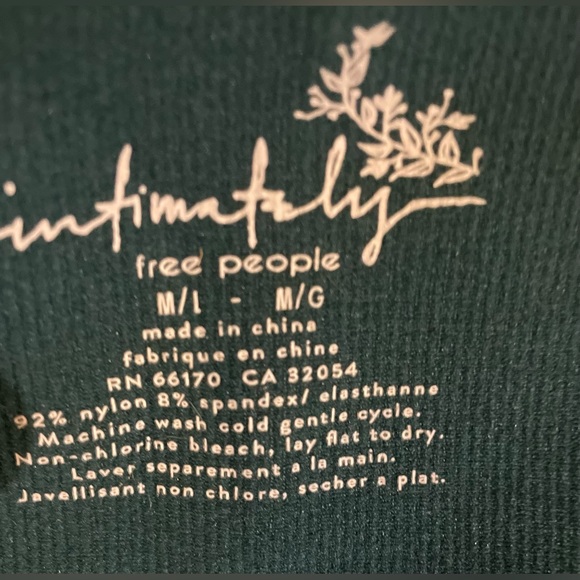 intimately
free people
M/L - M/G
made in china
fabrique en chine
RN 66170 CA 32054
92% nylon 8% spandex/ elasthanne
Machine wash cold gentle cycle.
Non-chlorine bleach, lay flat to dry.
Laver separement a la main.
Javellisant non chlore, secher a plat.